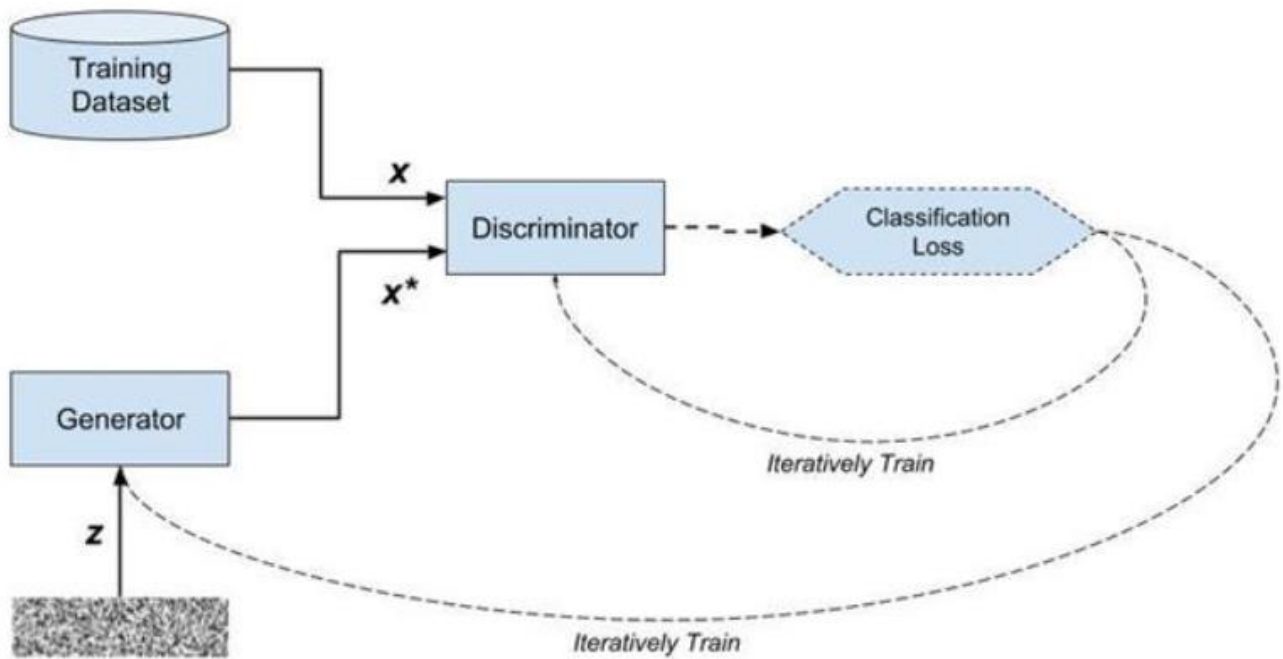 Training
Dataset
x
Discriminator
Classification
Loss
x*
Generator
Iteratively Train
z
Iteratively Train